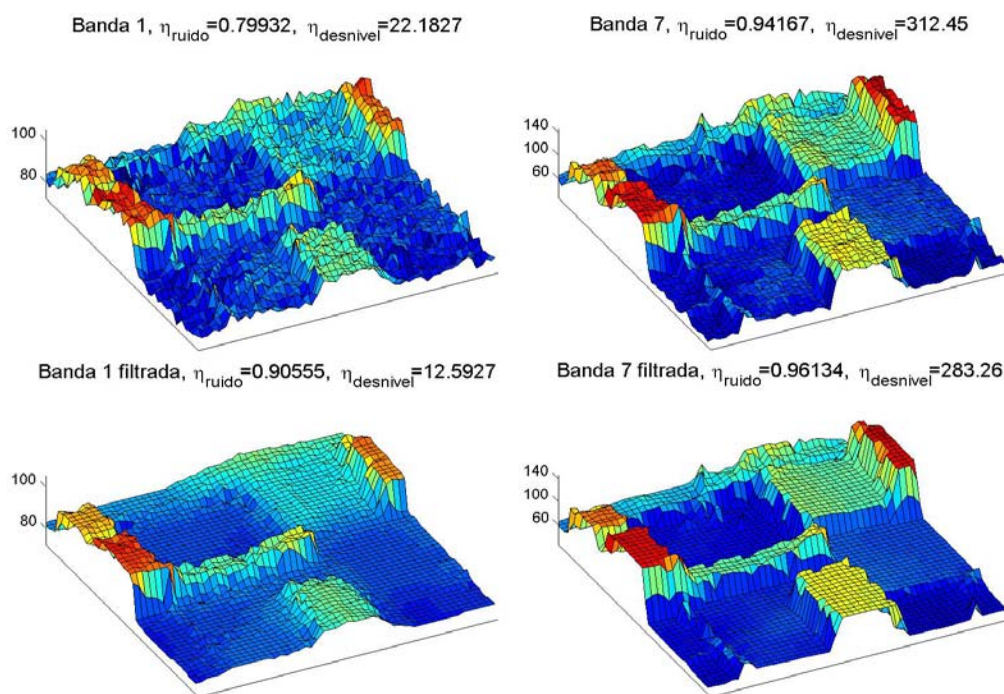 Banda 1, ηruido=0.79932, ηdesnivel=22.1827
100
80
Banda 7, ηruido=0.94167, ηdesnivel=312.45
140
100
60
Banda 1 filtrada, ηruido=0.90555, ηdesnivel=12.5927
100
80
Banda 7 filtrada, ηruido=0.96134, ηdesnivel=283.26
140
100
60